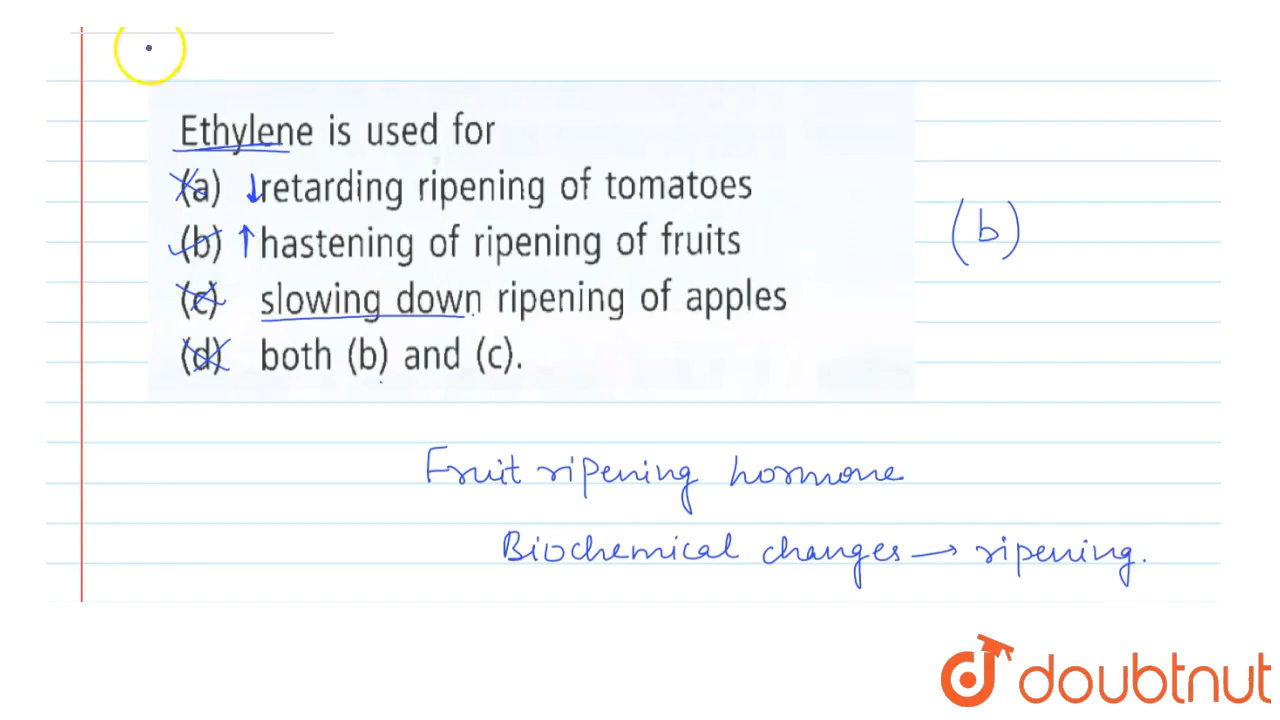 Ethylene is used for
(a) ↓retarding ripening of tomatoes
(b) ↑hastening of ripening of fruits
(b)
(c) slowing down ripening of apples
(d) both (b) and (c).
Fruit ripening hormone
Biochemical changes → ripening.
doubtnut